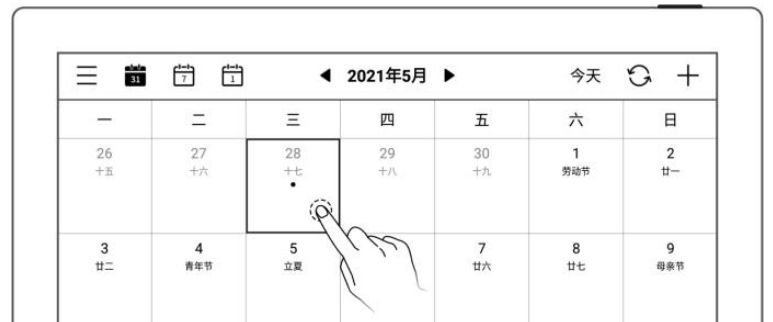 31 7 1 2021年5月 今天
一 二 三 四 五 六 日
26 27 28 29 30 1 2
十五 十六 十七 十八 十九 劳动节 廿一
3 4 5 7 8 9
廿二 青年节 立夏 廿六 廿七 母亲节